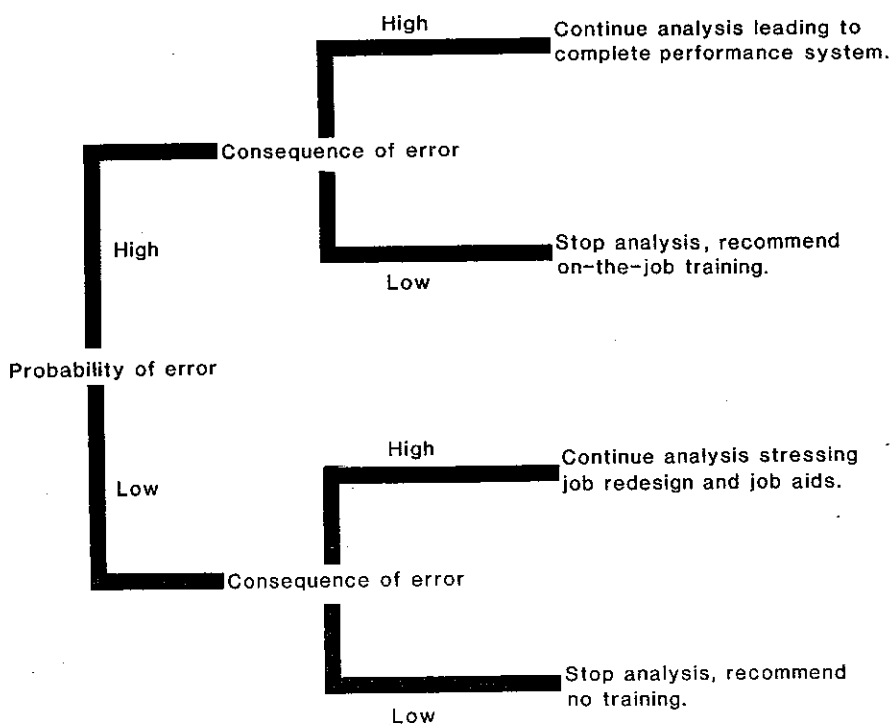 High
Continue analysis leading to
complete performance system.
Consequence of error
High
Stop analysis, recommend
on-the-job training.
Low
Probability of error
High
Continue analysis stressing
job redesign and job aids.
Low
Consequence of error
Stop analysis, recommend
no training.
Low